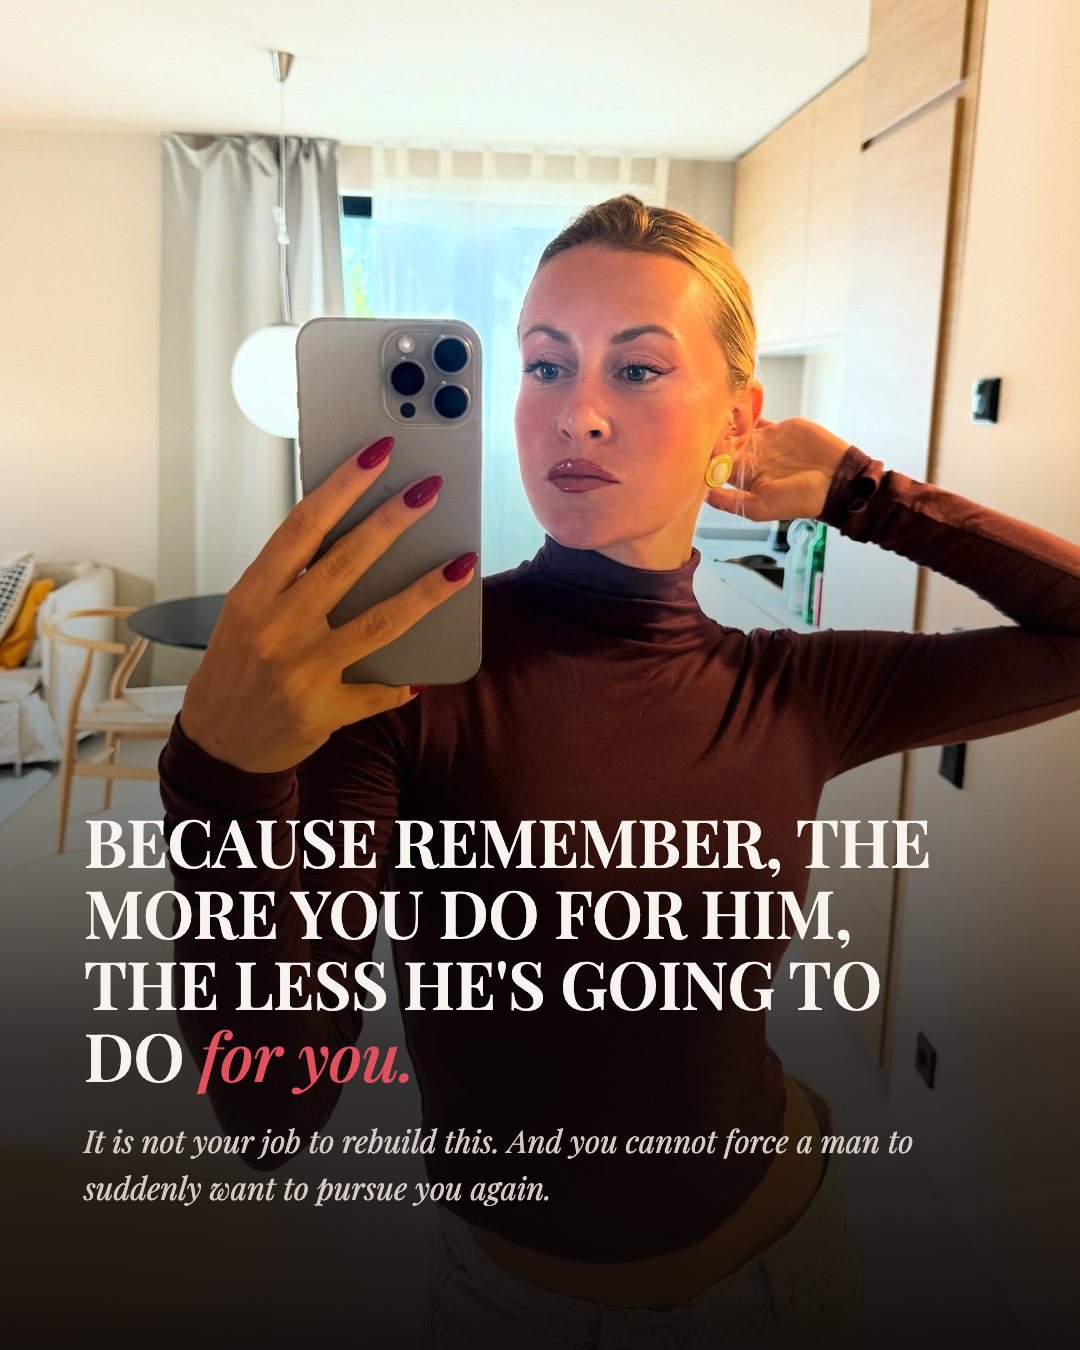 BECAUSE REMEMBER, THE
MORE YOU DO FOR HIM,
THE LESS HE'S GOING TO
DO for you.
It is not your job to rebuild this. And you cannot force a man to
suddenly want to pursue you again.